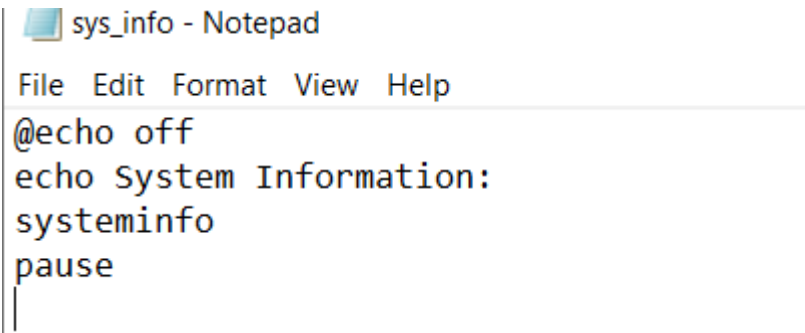 sys_info - Notepad
File Edit Format View Help
@echo off
echo System Information:
systeminfo
pause